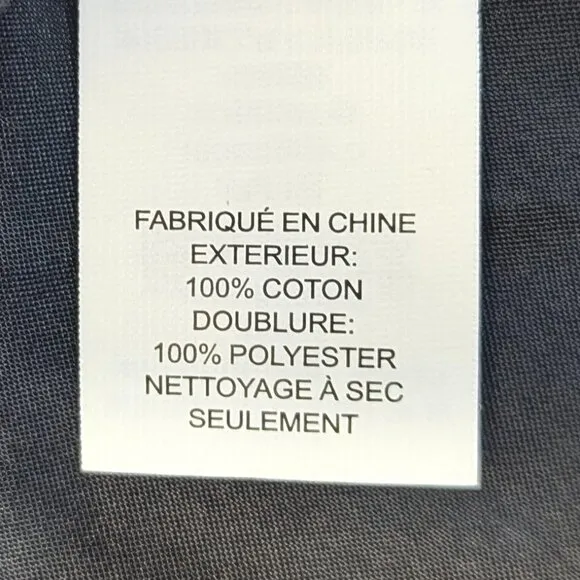 FABRIQUÉ EN CHINE
EXTERIEUR:
100% COTON
DOUBLURE:
100% POLYESTER
NETTOYAGE À SEC
SEULEMENT